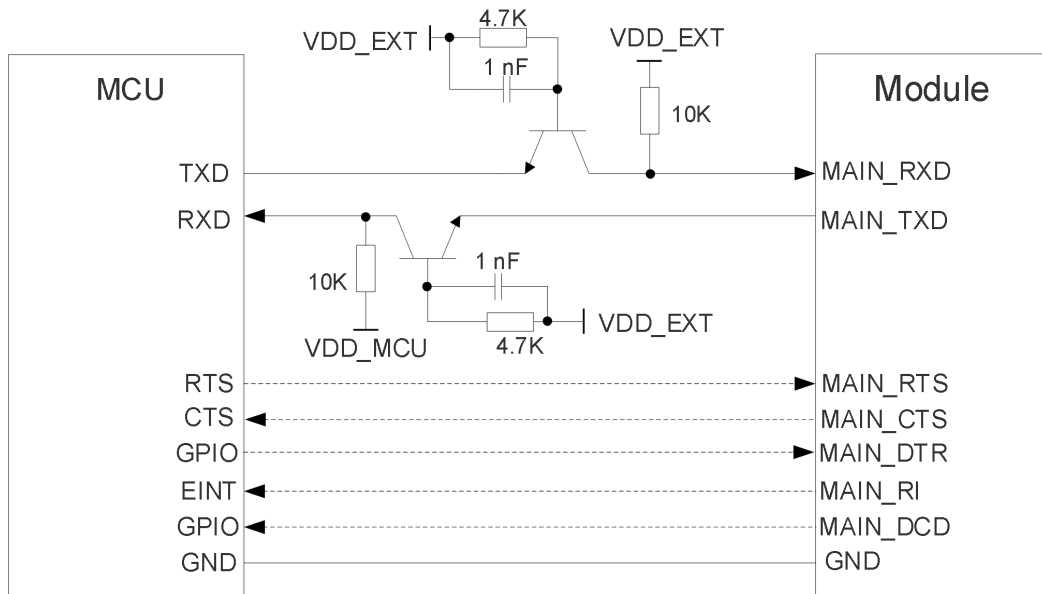 4.7K
VDD_EXT
VDD_EXT
1 nF
MCU
Module
10K
TXD
MAIN_RXD
RXD
MAIN_TXD
1 nF
10K
VDD_EXT
4.7K
VDD_MCU
RTS
MAIN_RTS
CTS
MAIN_CTS
GPIO
MAIN_DTR
EINT
MAIN_RI
GPIO
MAIN_DCD
GND
GND